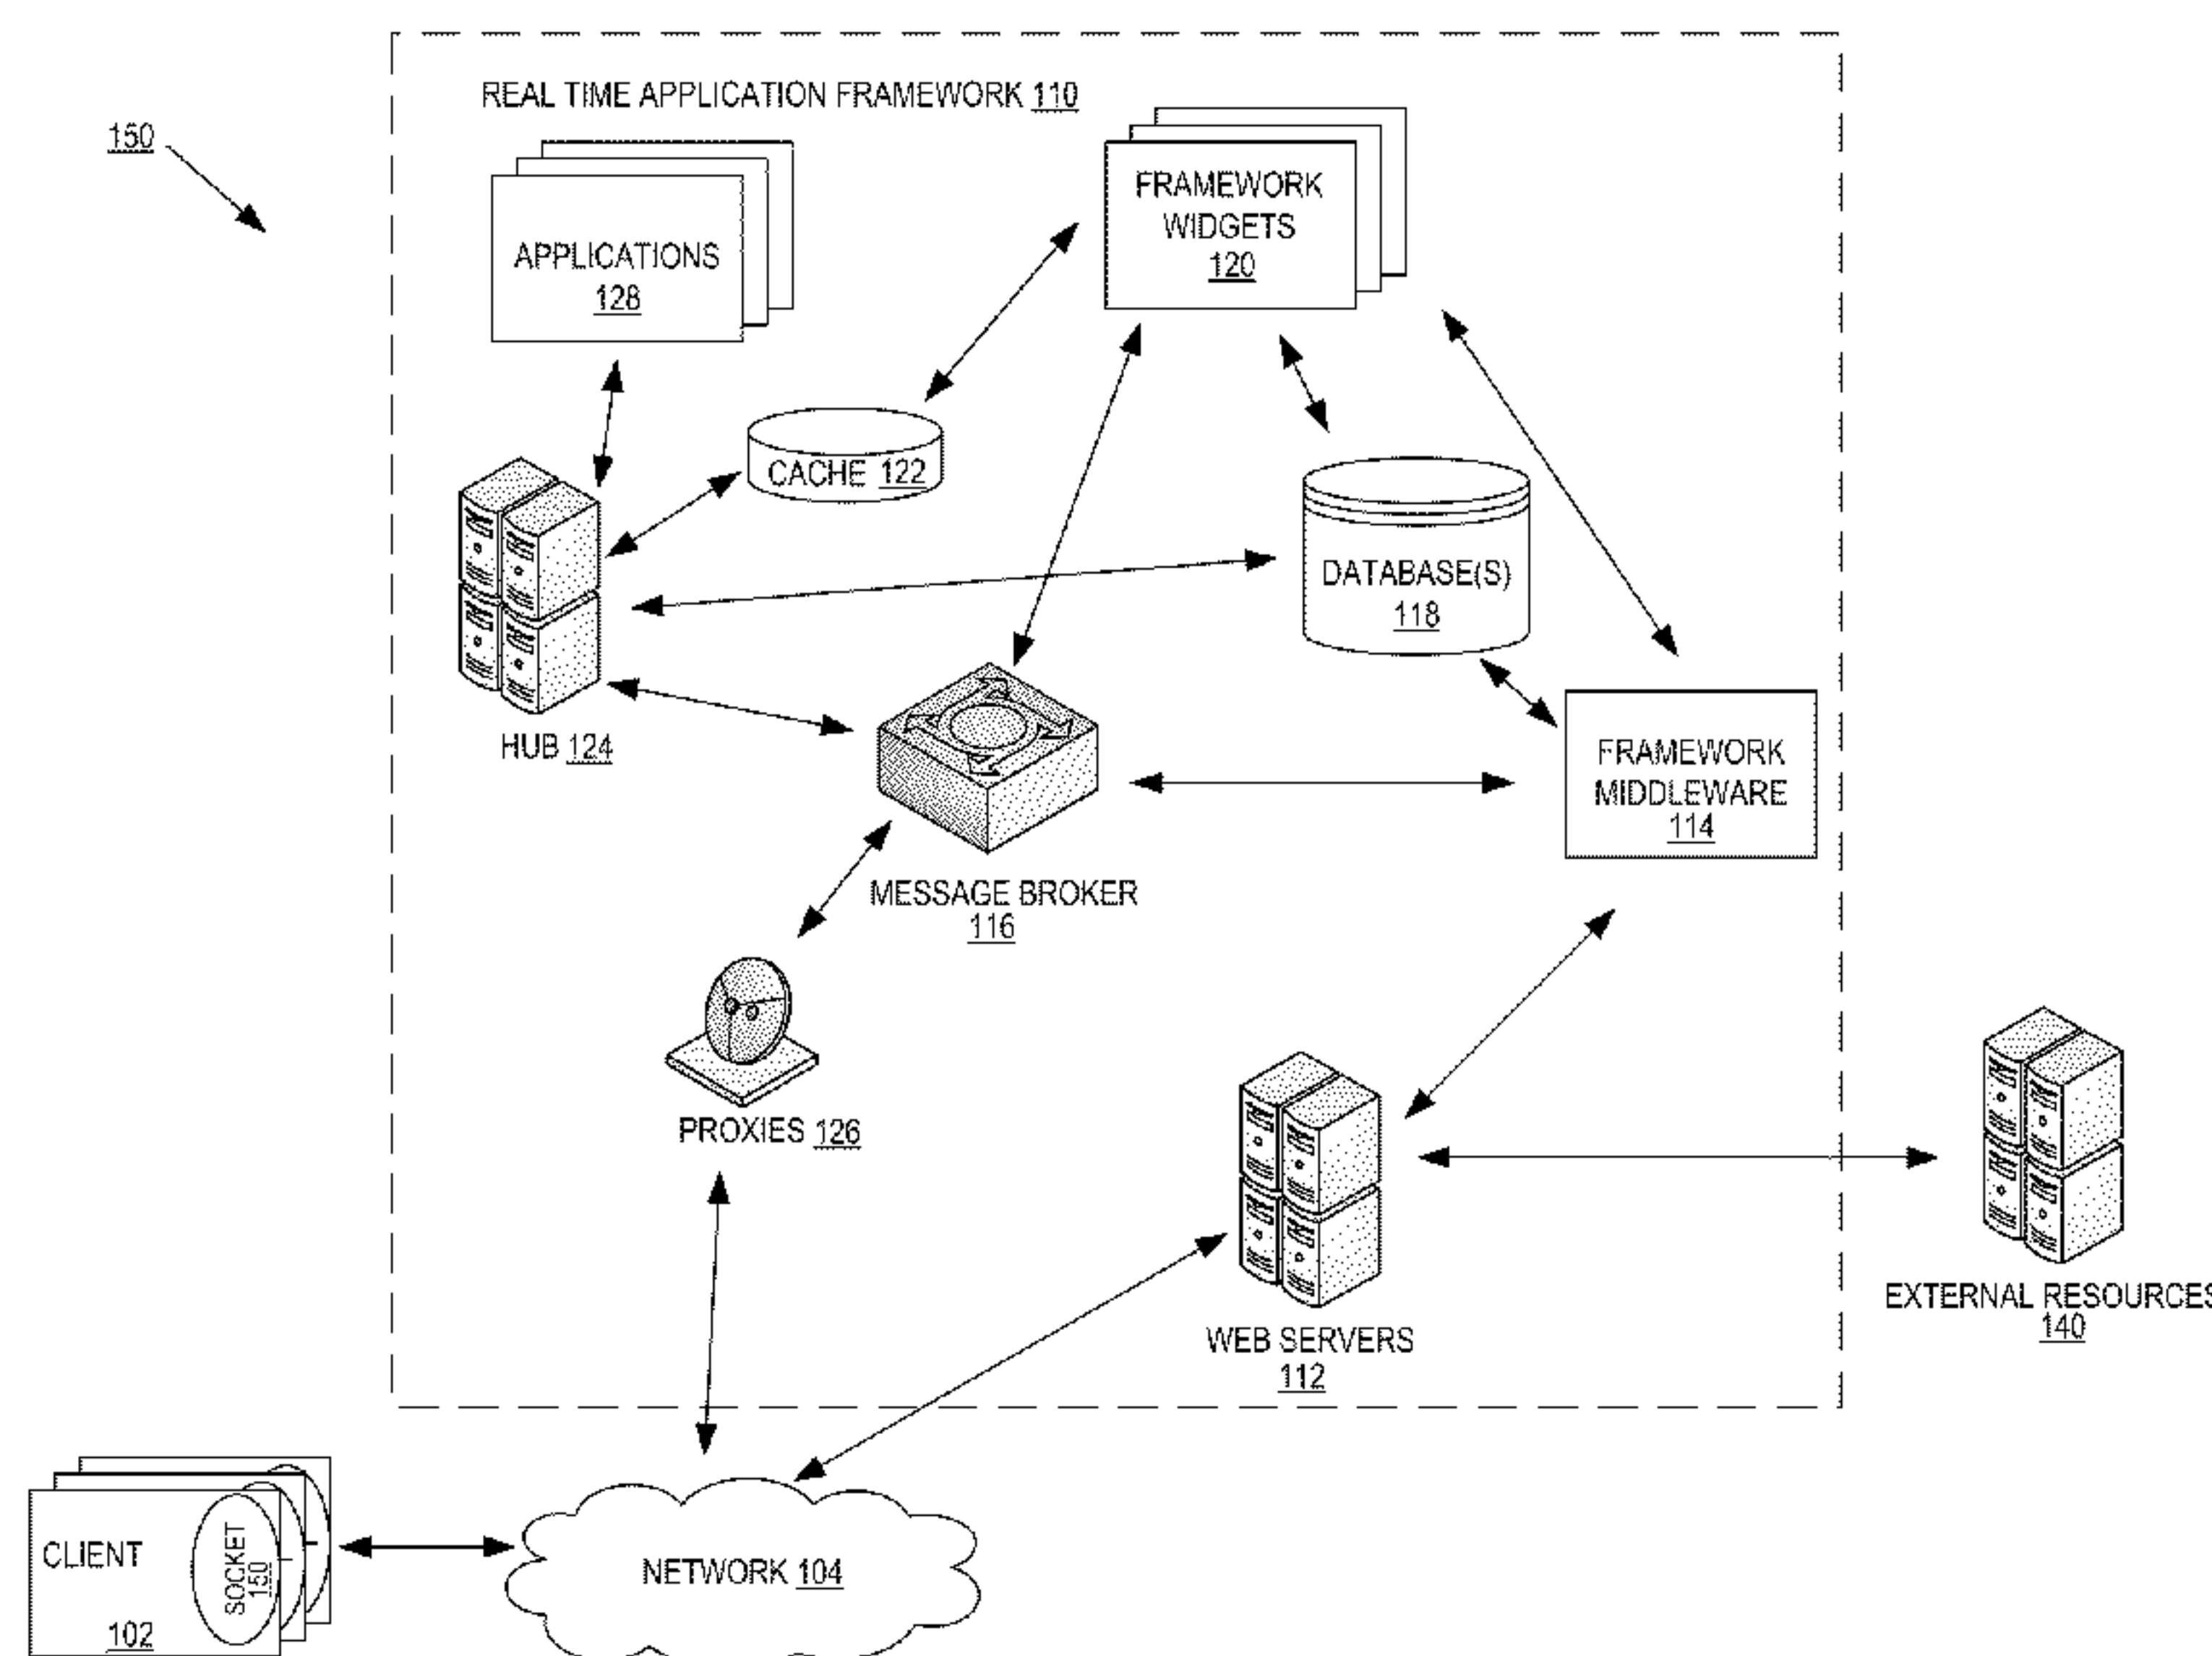 REAL TIME APPLICATION FRAMEWORK 110
150
FRAMEWORK
WIDGETS
120
APPLICATIONS
128
CACHE 122
DATABASE(S)
118
HUB 124
FRAMEWORK
MIDDLEWARE
114
MESSAGE BROKER
116
PROXIES 126
EXTERNAL RESOURCES
140
WEB SERVERS
112
CLIENT
SOCKET
150
102
NETWORK 104